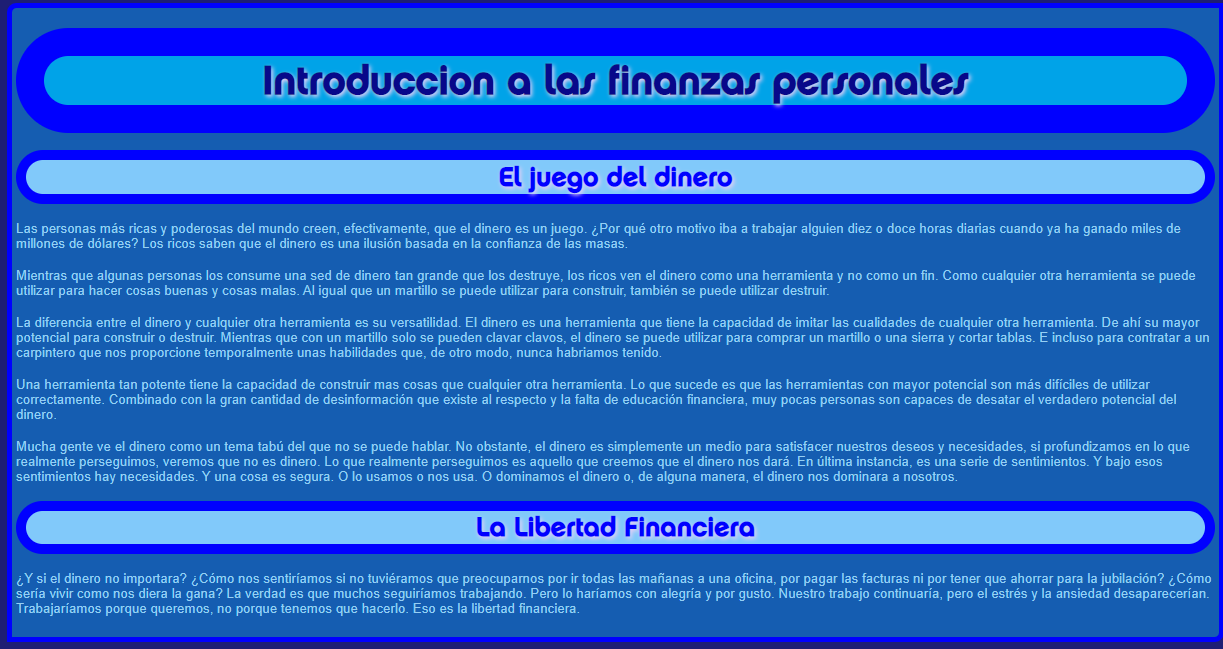 Introduccion a las finanzas personales
El juego del dinero
Las personas más ricas y poderosas del mundo creen, efectivamente, que el dinero es un juego. ¿Por qué otro motivo iba a trabajar alguien diez o doce horas diarias cuando ya ha ganado miles de
millones de dólares? Los ricos saben que el dinero es una ilusión basada en la confianza de las masas.
Mientras que algunas personas los consume una sed de dinero tan grande que los destruye, los ricos ven el dinero como una herramienta y no como un fin. Como cualquier otra herramienta se puede
utilizar para hacer cosas buenas y cosas malas. Al igual que un martillo se puede utilizar para construir, también se puede utilizar destruir.
La diferencia entre el dinero y cualquier otra herramienta es su versatilidad. El dinero es una herramienta que tiene la capacidad de imitar las cualidades de cualquier otra herramienta. De ahí su mayor
potencial para construir o destruir. Mientras que con un martillo solo se pueden clavar clavos, el dinero se puede utilizar para comprar un martillo o una sierra y cortar tablas. E incluso para contratar a un
carpintero que nos proporcione temporalmente unas habilidades que, de otro modo, nunca habriamos tenido.
Una herramienta tan potente tiene la capacidad de construir mas cosas que cualquier otra herramienta. Lo que sucede es que las herramientas con mayor potencial son más difíciles de utilizar
correctamente. Combinado con la gran cantidad de desinformación que existe al respecto y la falta de educación financiera, muy pocas personas son capaces de desatar el verdadero potencial del
dinero.
Mucha gente ve el dinero como un tema tabú del que no se puede hablar. No obstante, el dinero es simplemente un medio para satisfacer nuestros deseos y necesidades, si profundizamos en lo que
realmente perseguimos, veremos que no es dinero. Lo que realmente perseguimos es aquello que creemos que el dinero nos dará. En última instancia, es una serie de sentimientos. Y bajo esos
sentimientos hay necesidades. Y una cosa es segura. O lo usamos o nos usa. O dominamos el dinero o, de alguna manera, el dinero nos dominara a nosotros.
La Libertad Financiera
¿Y si el dinero no importara? ¿Cómo nos sentiríamos si no tuviéramos que preocuparnos por ir todas las mañanas a una oficina, por pagar las facturas ni por tener que ahorrar para la jubilación? ¿Cómo
sería vivir como nos diera la gana? La verdad es que muchos seguiríamos trabajando. Pero lo haríamos con alegría y por gusto. Nuestro trabajo continuaría, pero el estrés y la ansiedad desaparecerían.
Trabajaríamos porque queremos, no porque tenemos que hacerlo. Eso es la libertad financiera.